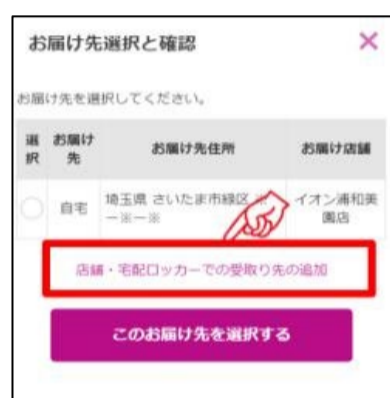 お届け先選択と確認 ×
お届け先を選択してください。
選択 お届け先 お届け先住所 お届け店舗
自宅 埼玉県 さいたま市緑区 ※
ー※ー※ イオン浦和美園店
店舗・宅配ロッカーでの受取り先の追加
このお届け先を選択する